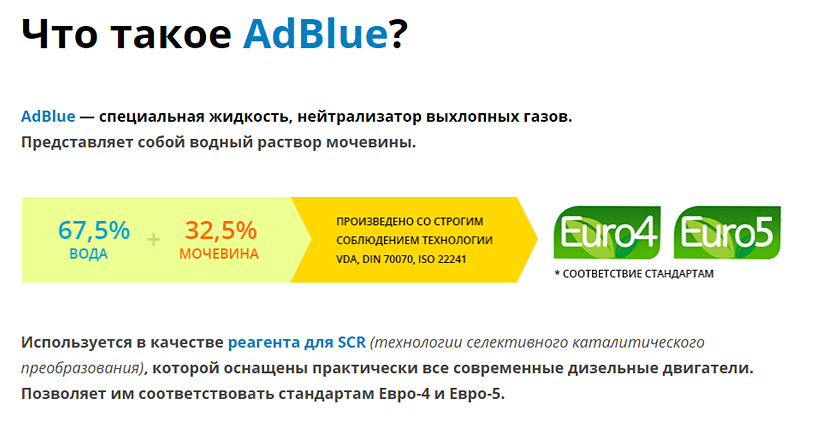 Что такое AdBlue?
AdBlue — специальная жидкость, нейтрализатор выхлопных газов.
Представляет собой водный раствор мочевины.
67,5% + 32,5%
ВОДА МОЧЕВИНА
ПРОИЗВЕДЕНО СО СТРОГИМ
СОБЛЮДЕНИЕМ ТЕХНОЛОГИИ
VDA, DIN 70070, ISO 22241
Euro4 Euro5
* СООТВЕТСТВИЕ СТАНДАРТАМ
Используется в качестве реагента для SCR (технологии селективного каталитического
преобразования), которой оснащены практически все современные дизельные двигатели.
Позволяет им соответствовать стандартам Евро-4 и Евро-5.